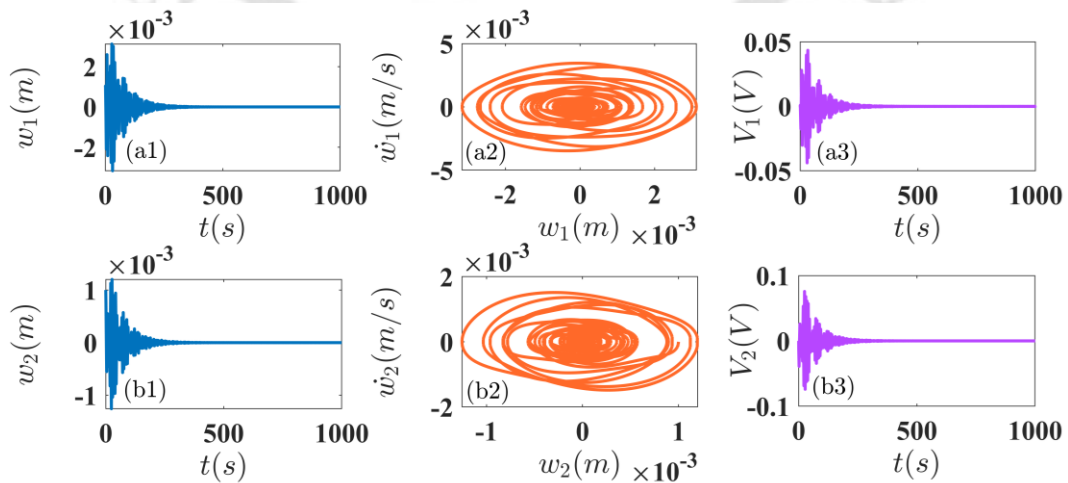 ×10⁻³
w₁(m)
2
0
-2
(a1)
0 500 1000
t(s)
ẇ₁(m/s)
5 ×10⁻³
0
-5
(a2)
-2 0 2
w₁(m) ×10⁻³
V₁(V)
0.05
0
-0.05
(a3)
0 500 1000
t(s)
×10⁻³
w₂(m)
1
0
-1
(b1)
0 500 1000
t(s)
ẇ₂(m/s)
2 ×10⁻³
0
-2
(b2)
-1 0 1
w₂(m) ×10⁻³
V₂(V)
0.1
0
-0.1
(b3)
0 500 1000
t(s)